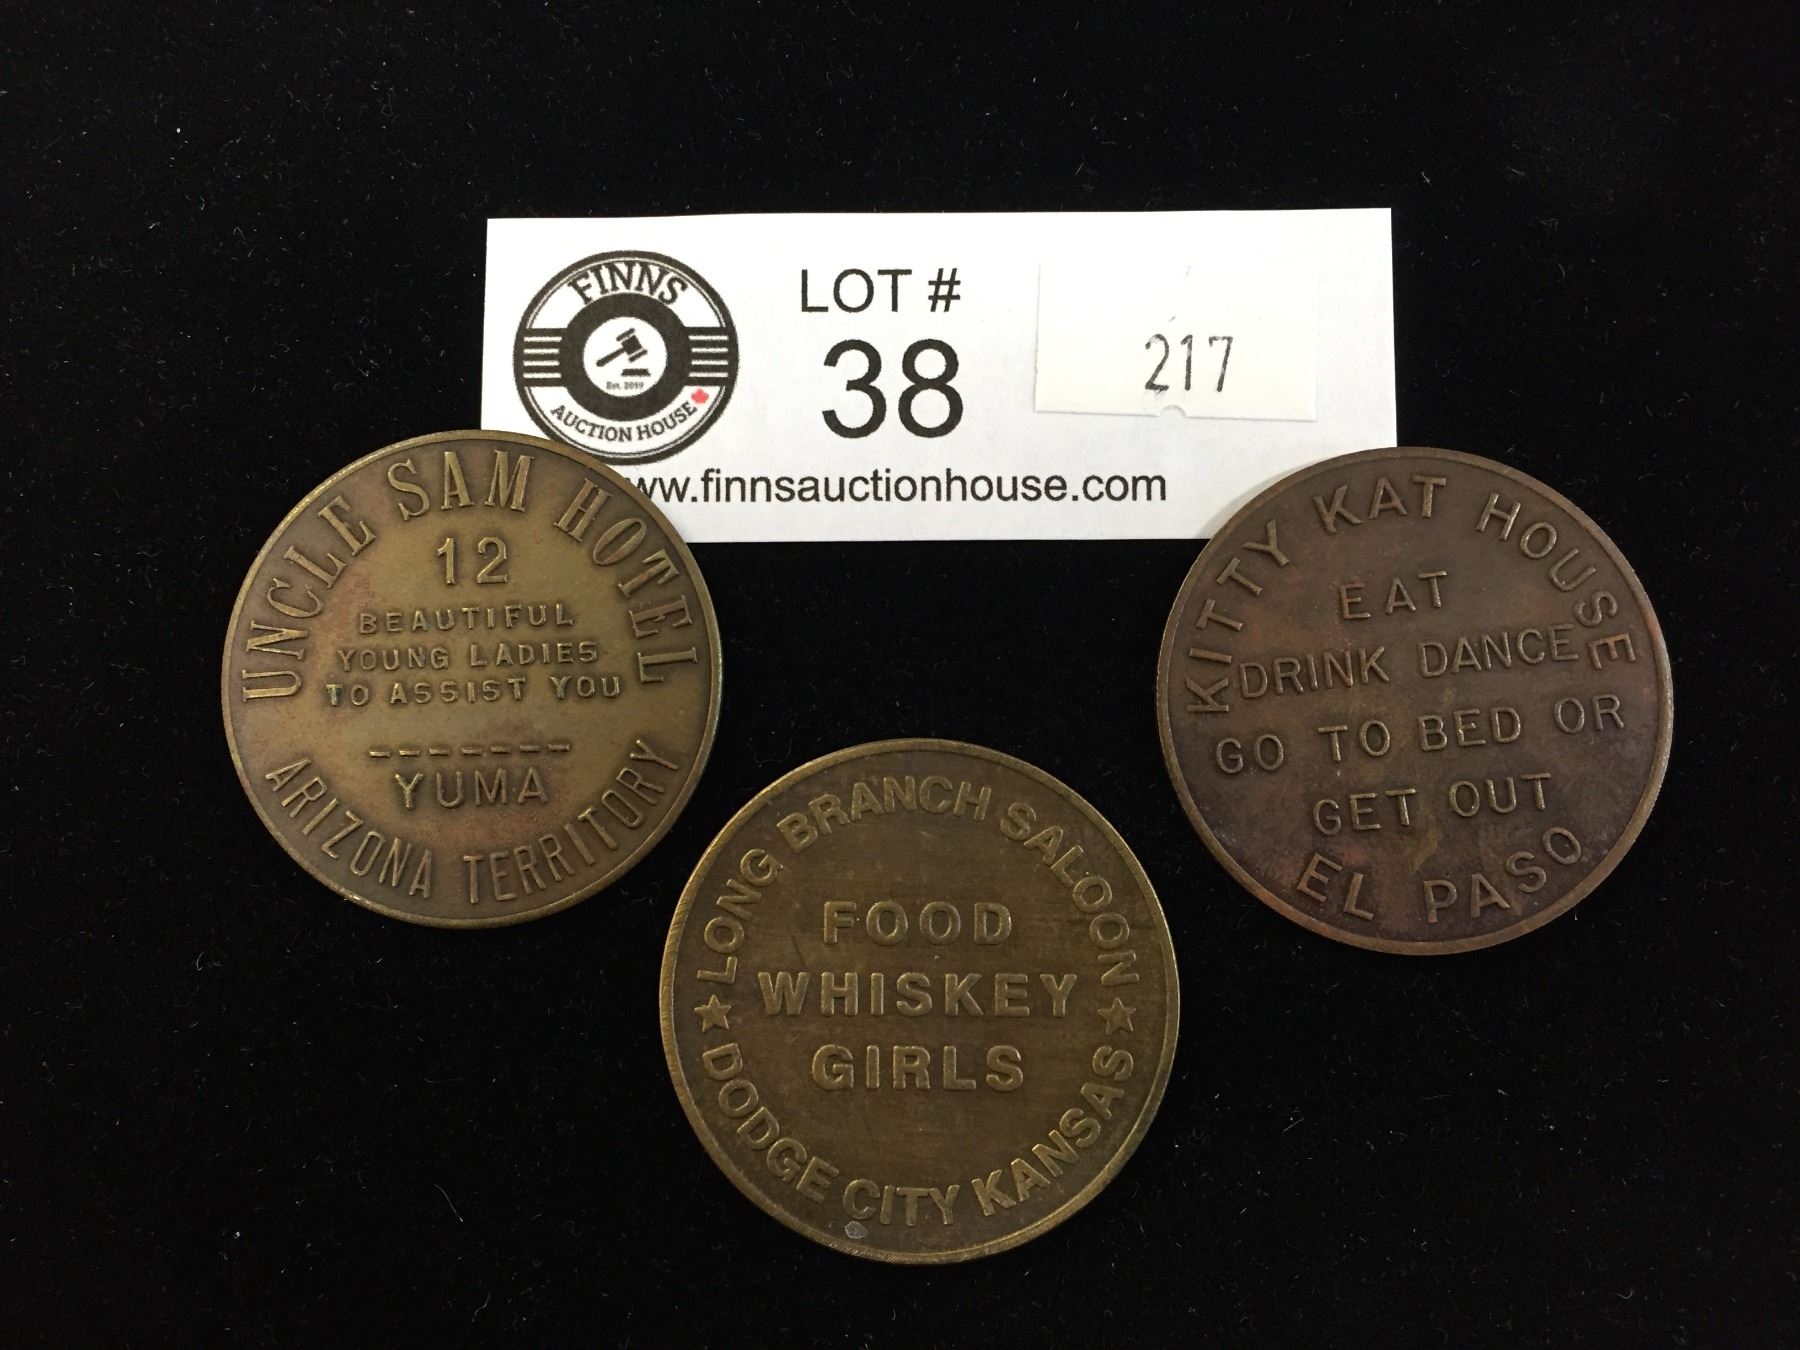 FINNS
Est. 2019
AUCTION HOUSE
LOT #
38
217
ww.finnsauctionhouse.com
UNCLE SAM HOTEL
12
BEAUTIFUL
YOUNG LADIES
TO ASSIST YOU
-------
YUMA
ARIZONA TERRITORY
LONG BRANCH SALOON
FOOD
WHISKEY
GIRLS
★ DODGE CITY KANSAS ★
KITTY KAT HOUSE
EAT
DRINK DANCE
GO TO BED OR
GET OUT
EL PASO